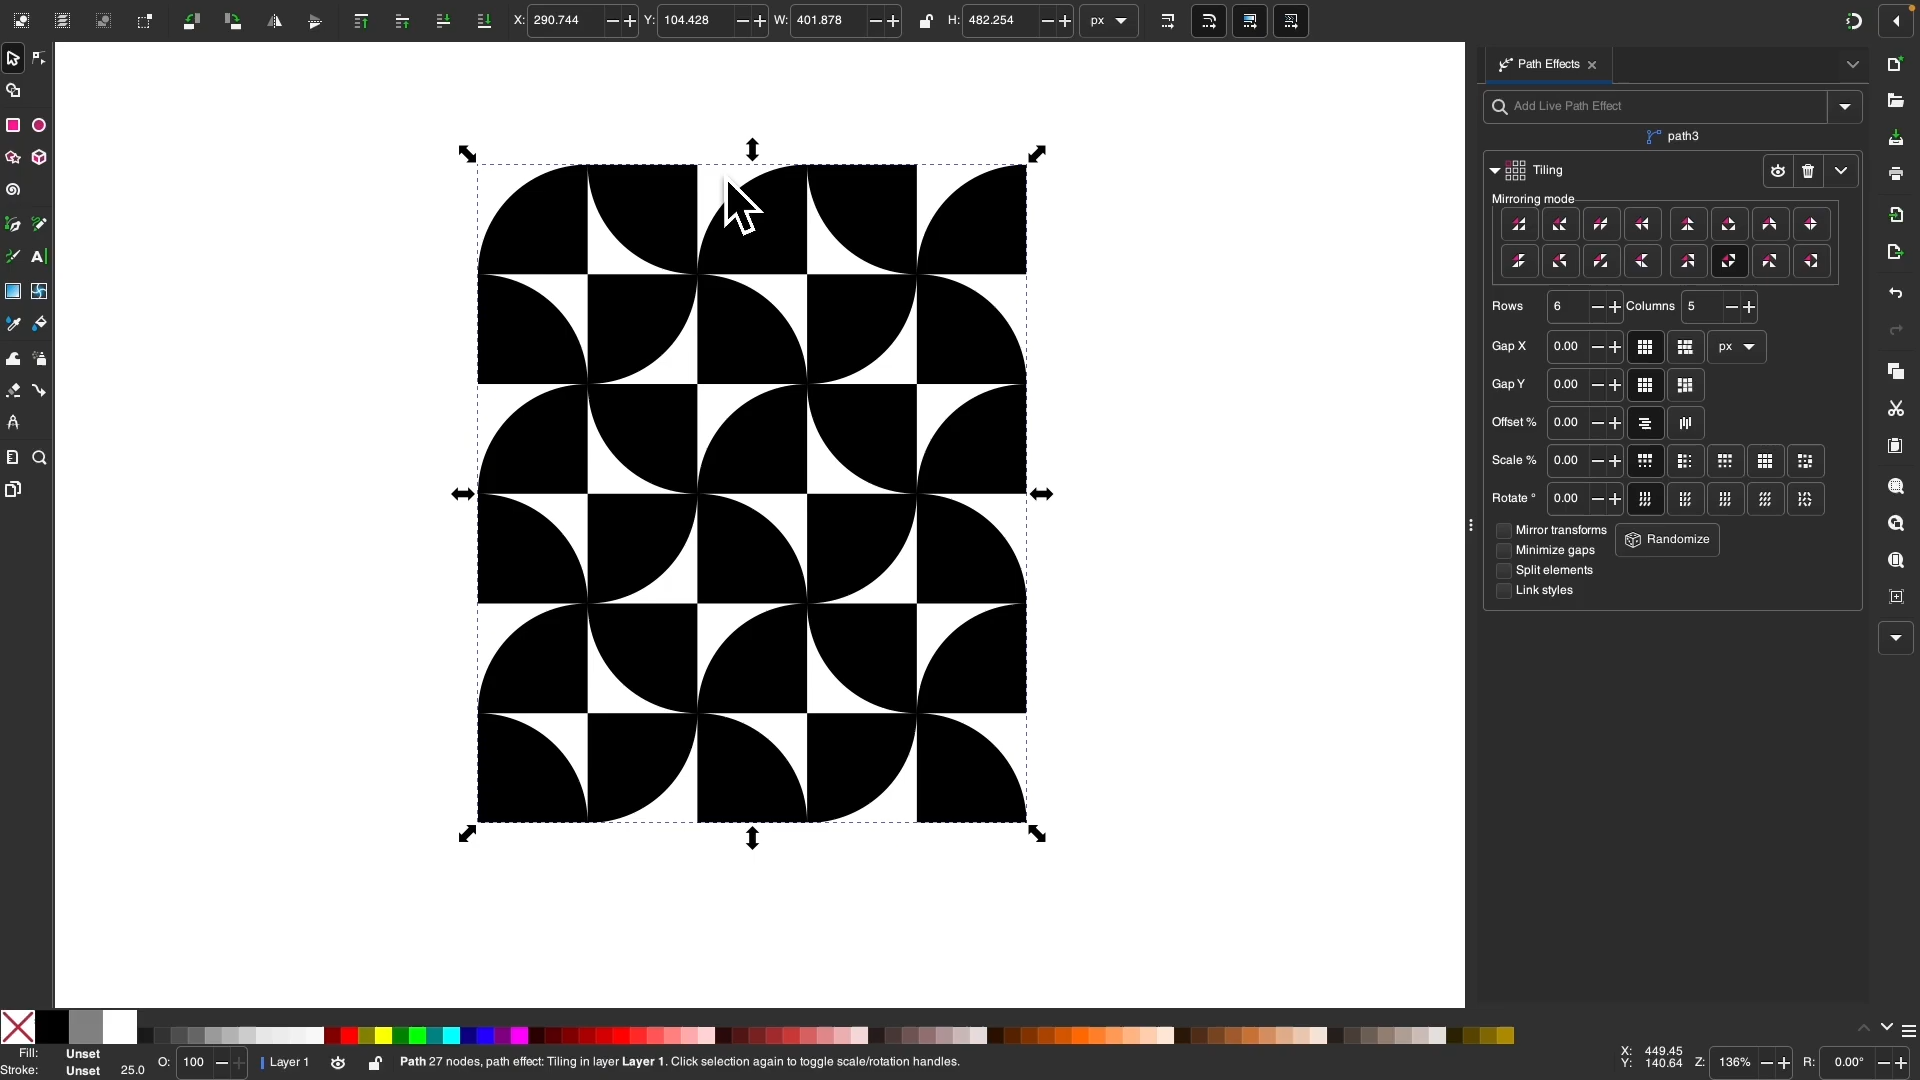 X: 290.744 Y: 104.428 W: 401.878 H: 482.254 px
Path Effects
Add Live Path Effect
path3
Tiling
Mirroring mode
Rows 6 Columns 5
Gap X 0.00 px
Gap Y 0.00
Offset % 0.00
Scale % 0.00
Rotate ° 0.00
Mirror transforms
Randomize
Minimize gaps
Split elements
Link styles
Fill: Unset
Stroke: Unset 25.0
O: 100
Layer 1
Path 27 nodes, path effect: Tiling in layer Layer 1. Click selection again to toggle scale/rotation handles.
X: 449.45
Y: 140.64
Z: 136%
R: 0.00°